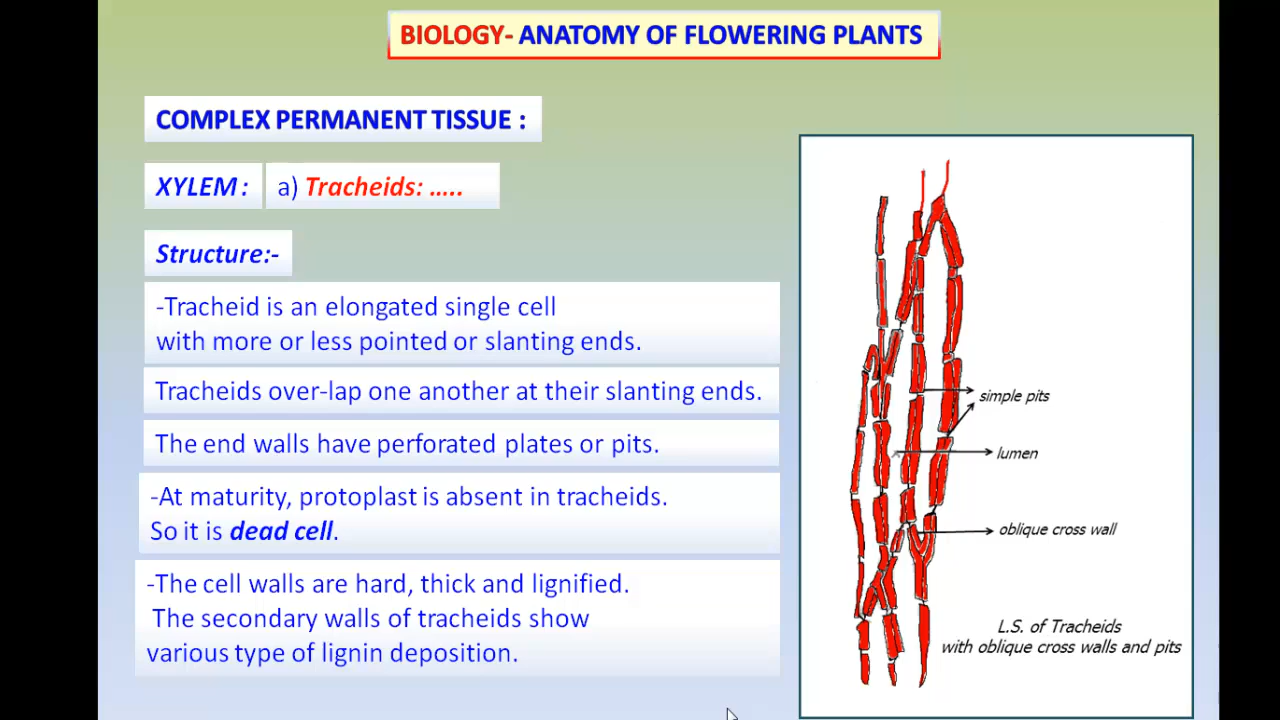 BIOLOGY- ANATOMY OF FLOWERING PLANTS
COMPLEX PERMANENT TISSUE :
XYLEM : a) Tracheids: .....
Structure:-
-Tracheid is an elongated single cell
with more or less pointed or slanting ends.
Tracheids over-lap one another at their slanting ends.
The end walls have perforated plates or pits.
-At maturity, protoplast is absent in tracheids.
So it is dead cell.
-The cell walls are hard, thick and lignified.
The secondary walls of tracheids show
various type of lignin deposition.
simple pits
lumen
oblique cross wall
L.S. of Tracheids
with oblique cross walls and pits